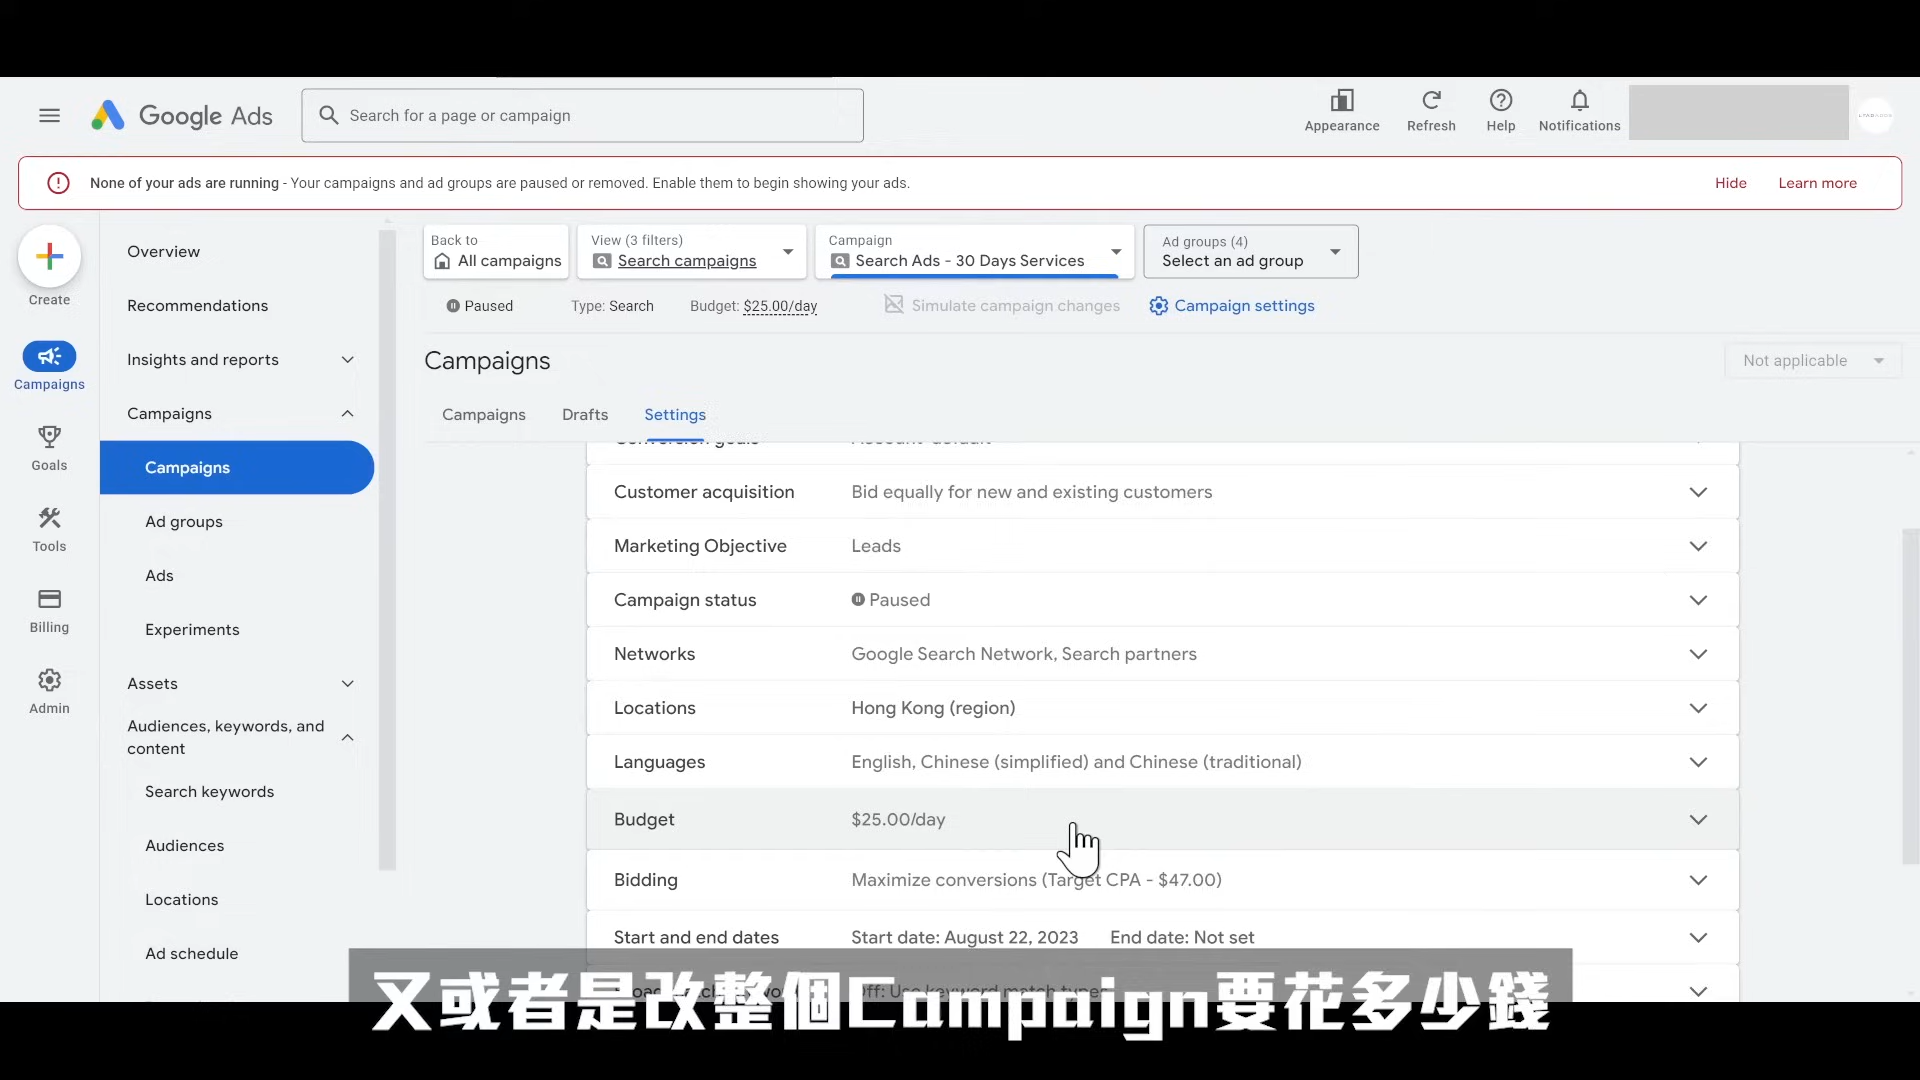 Google Ads
Search for a page or campaign
Appearance
Refresh
Help
Notifications
None of your ads are running - Your campaigns and ad groups are paused or removed. Enable them to begin showing your ads.
Hide
Learn more
Create
Campaigns
Goals
Tools
Billing
Admin
Overview
Recommendations
Insights and reports
Campaigns
Campaigns
Ad groups
Ads
Experiments
Assets
Audiences, keywords, and
content
Search keywords
Audiences
Locations
Ad schedule
Back to
All campaigns
View (3 filters)
Search campaigns
Campaign
Search Ads - 30 Days Services
Ad groups (4)
Select an ad group
Paused
Type: Search
Budget: $25.00/day
Simulate campaign changes
Campaign settings
Campaigns
Not applicable
Campaigns
Drafts
Settings
Conversion goals Account-default
Customer acquisition Bid equally for new and existing customers
Marketing Objective Leads
Campaign status Paused
Networks Google Search Network, Search partners
Locations Hong Kong (region)
Languages English, Chinese (simplified) and Chinese (traditional)
Budget $25.00/day
Bidding Maximize conversions (Target CPA - $47.00)
Start and end dates Start date: August 22, 2023 End date: Not set
Off: Use keyword match types
又或者是改整個Campaign要花多少錢